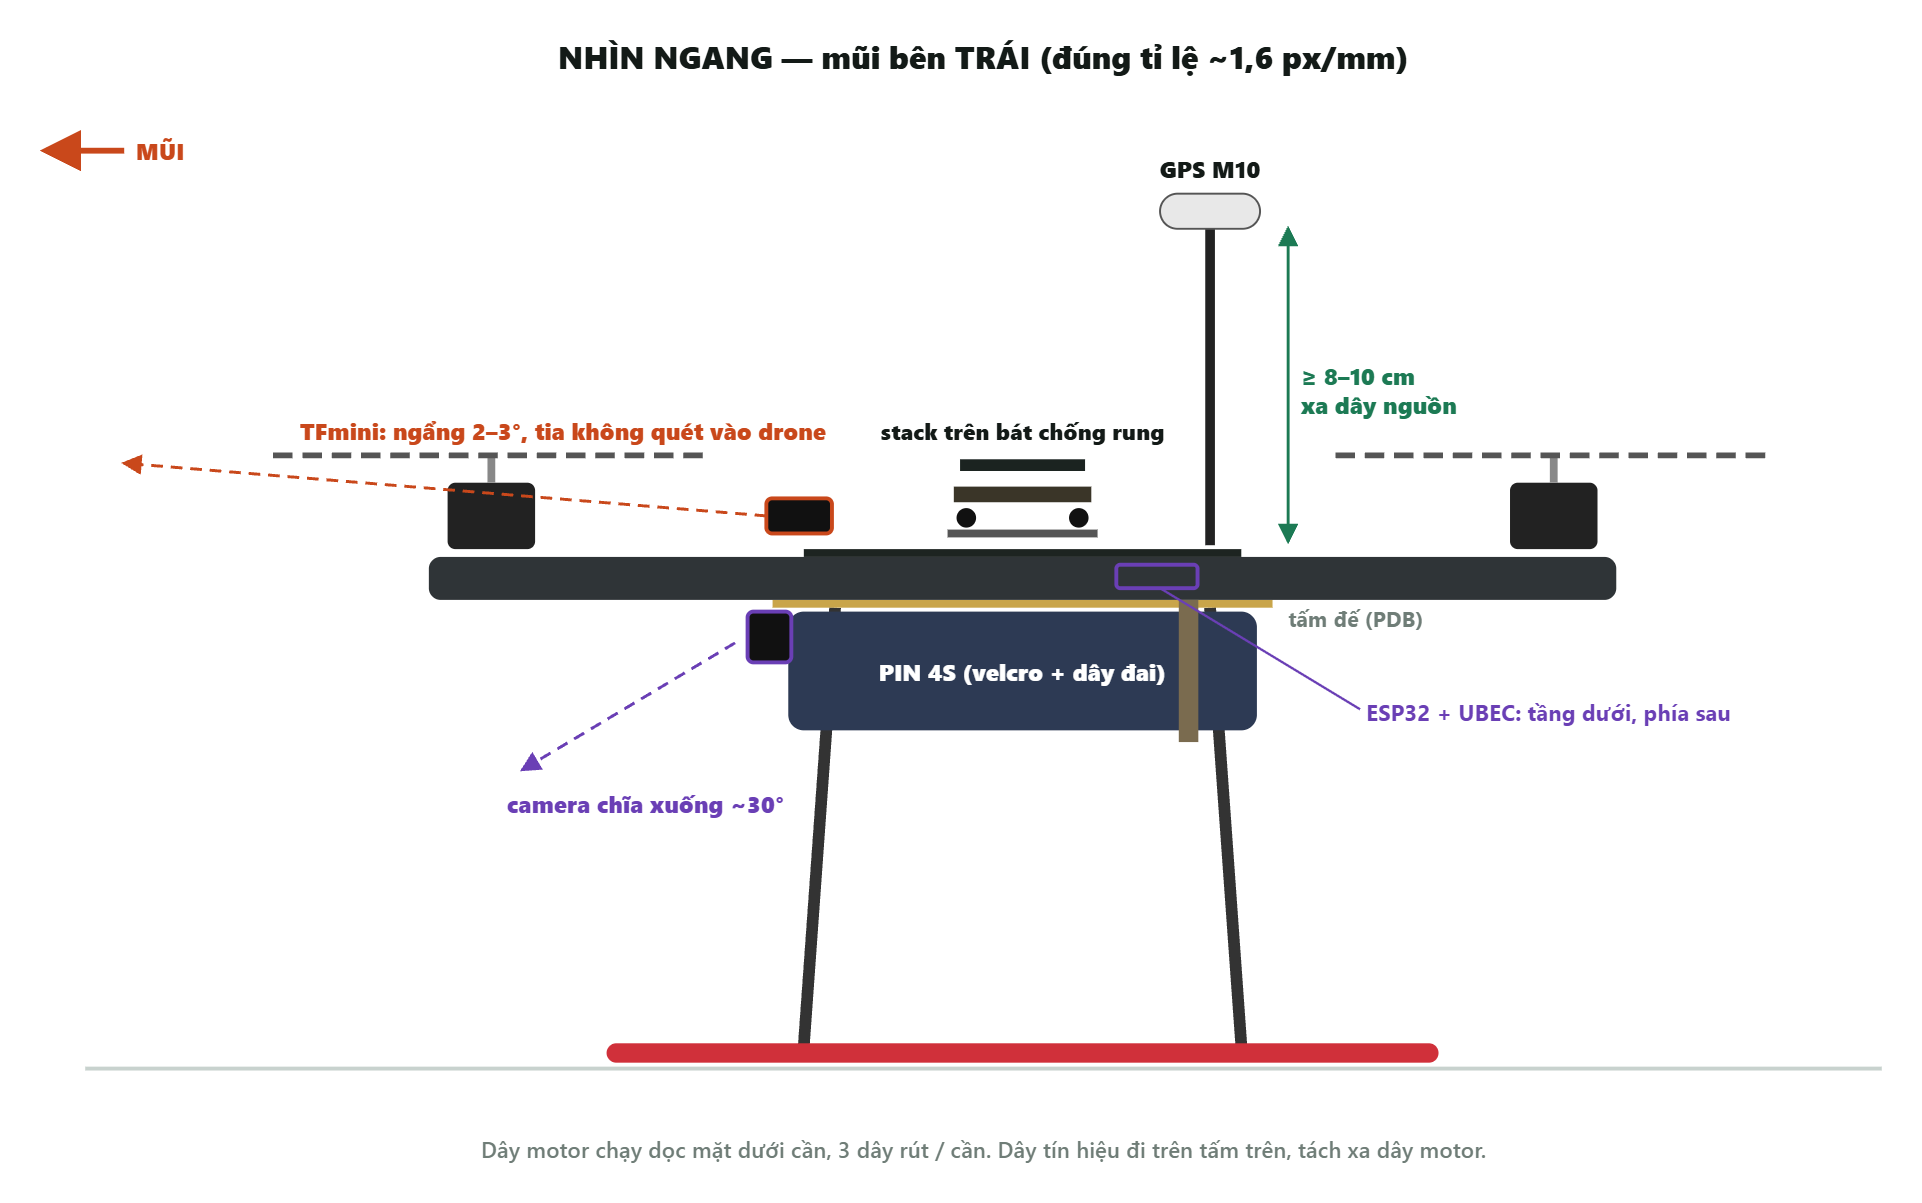 NHÌN NGANG — mũi bên TRÁI (đúng tỉ lệ ~1,6 px/mm)
MŨI
GPS M10
≥ 8–10 cm
xa dây nguồn
TFmini: ngẩng 2–3°, tia không quét vào drone
stack trên bát chống rung
tấm đế (PDB)
PIN 4S (velcro + dây đai)
ESP32 + UBEC: tầng dưới, phía sau
camera chĩa xuống ~30°
Dây motor chạy dọc mặt dưới cần, 3 dây rút / cần. Dây tín hiệu đi trên tấm trên, tách xa dây motor.